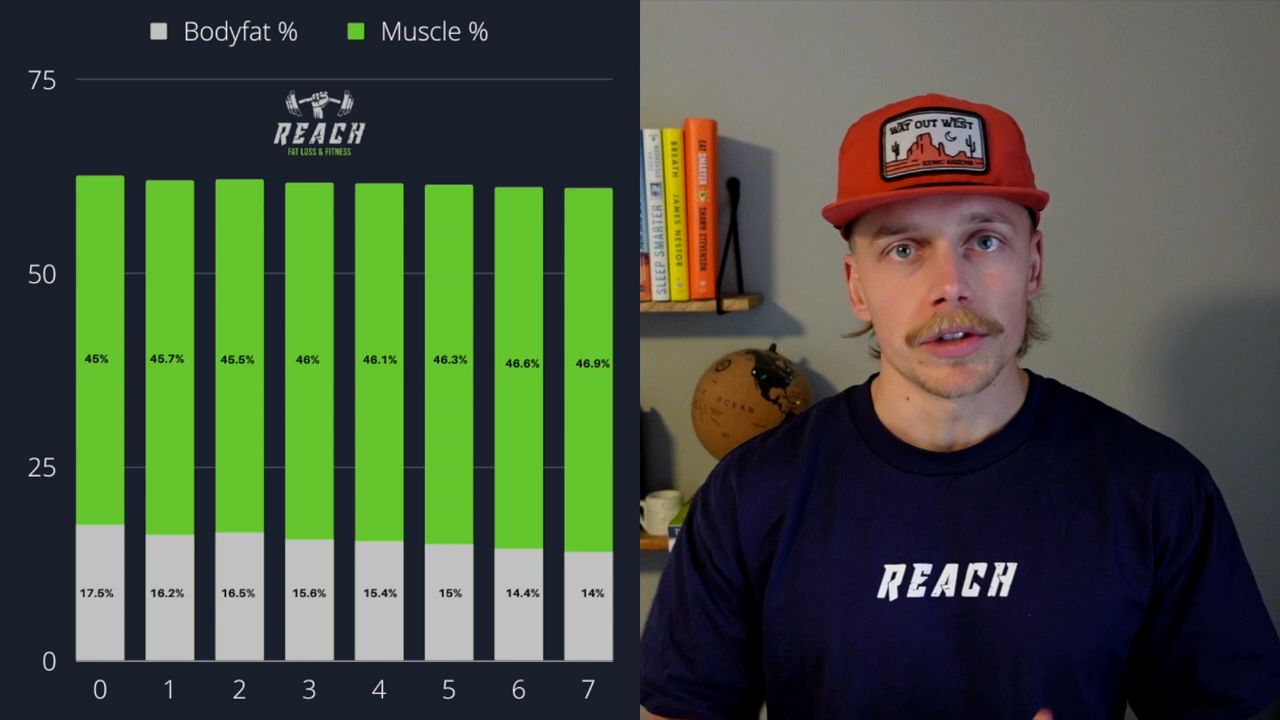 Bodyfat %
Muscle %
75
REACH
FAT LOSS & FITNESS
50
45%
45.7%
45.5%
46%
46.1%
46.3%
46.6%
46.9%
25
17.5%
16.2%
16.5%
15.6%
15.4%
15%
14.4%
14%
0
0 1 2 3 4 5 6 7
WAY OUT WEST
SLEEP SMARTER
BREATH JAMES NESTOR
EAT SMARTER SHAWN STEVENSON
OCEAN
REACH